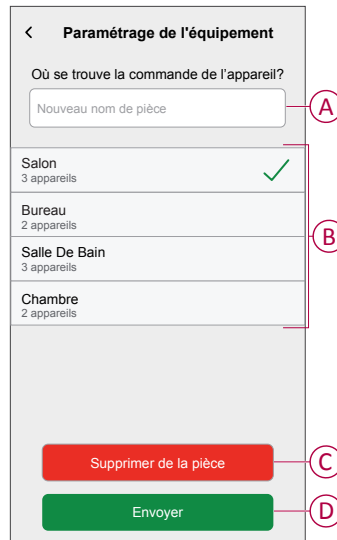 Paramétrage de l'équipement
Où se trouve la commande de l'appareil?
Nouveau nom de pièce
A
Salon
3 appareils
Bureau
2 appareils
B
Salle De Bain
3 appareils
Chambre
2 appareils
Supprimer de la pièce
C
Envoyer
D